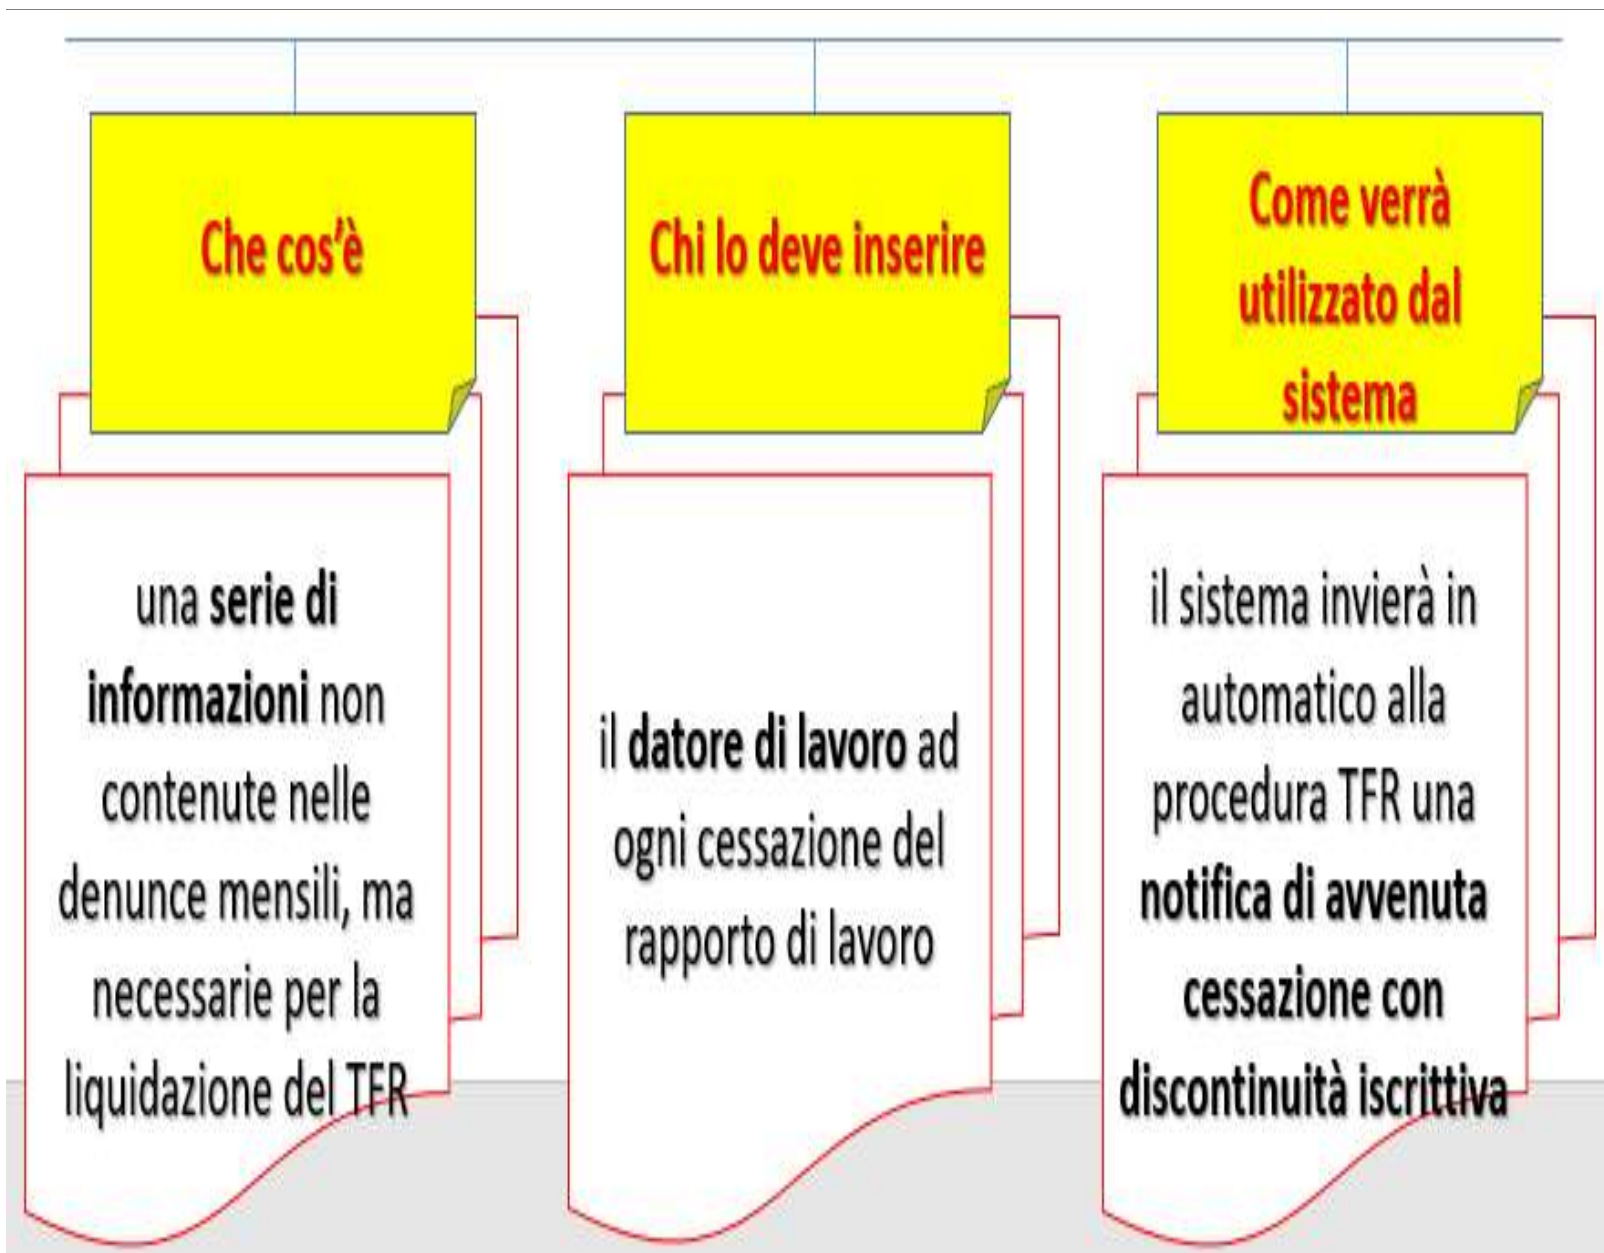 Che cos'è
una serie di
informazioni non
contenute nelle
denunce mensili, ma
necessarie per la
liquidazione del TFR
Chi lo deve inserire
il datore di lavoro ad
ogni cessazione del
rapporto di lavoro
Come verrà
utilizzato dal
sistema
il sistema invierà in
automatico alla
procedura TFR una
notifica di avvenuta
cessazione con
discontinuità iscrittiva